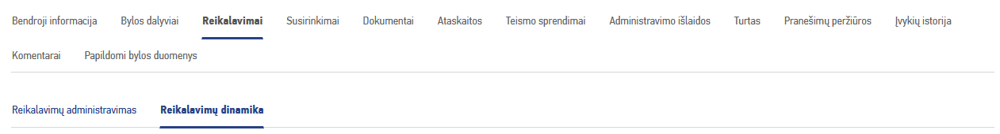 Bendroji informacija Bylos dalyviai Reikalavimai Susirinkimai Dokumentai Ataskaitos Teismo sprendimai Administravimo išlaidos Turtas Pranešimų peržiūros Įvykių istorija
Komentarai Papildomi bylos duomenys
Reikalavimų administravimas Reikalavimų dinamika